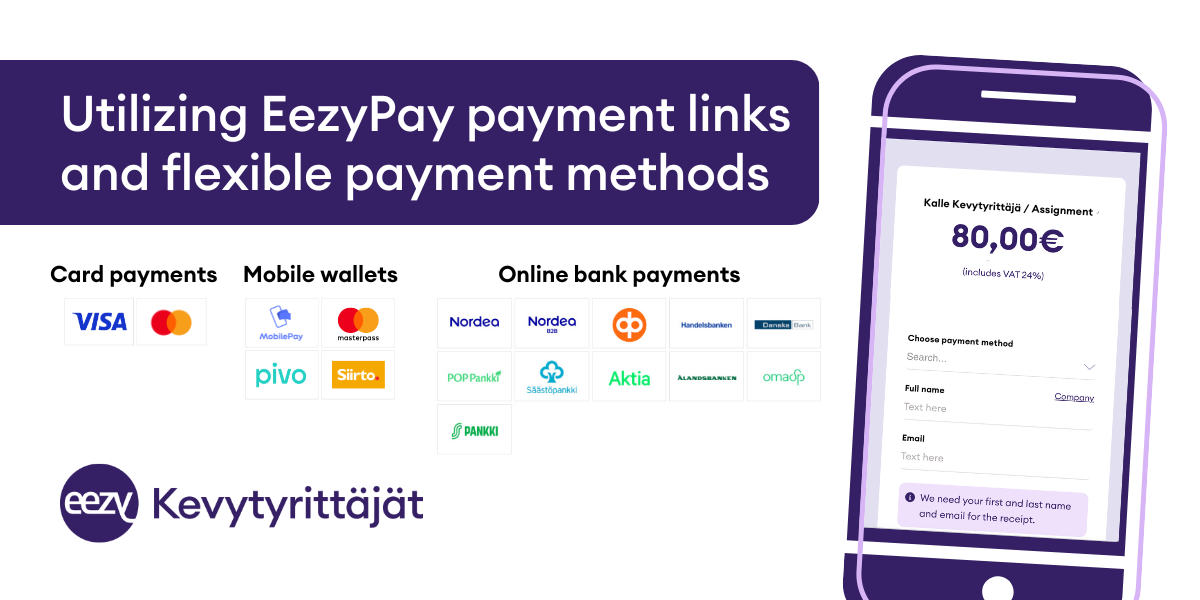 Utilizing EezyPay payment links
and flexible payment methods
Card payments
Mobile wallets
Online bank payments
VISA
MobilePay
masterpass
pivo
Siirto.
Nordea
Nordea
B2B
Handelsbanken
Danske Bank
POP Pankki
Säästöpankki
Aktia
ÅLANDSBANKEN
omasp
S PANKKI
eezy Kevytyrittäjät
Kalle Kevytyrittäjä / Assignment
80,00€
(includes VAT 24%)
Choose payment method
Search...
Full name
Company
Text here
Email
Text here
We need your first and last name
and email for the receipt.